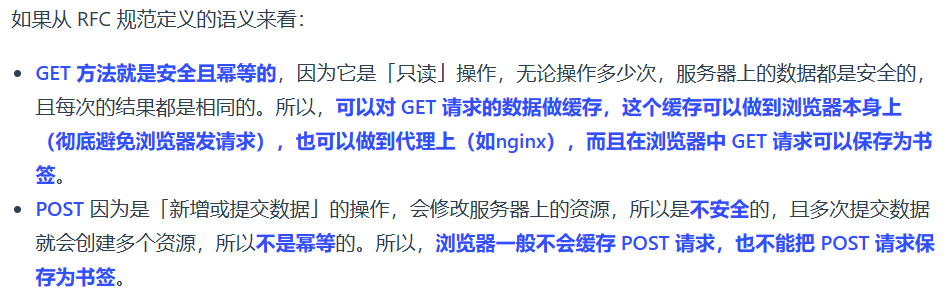 如果从 RFC 规范定义的语义来看：
• GET 方法就是安全且幂等的，因为它是「只读」操作，无论操作多少次，服务器上的数据都是安全的，
且每次的结果都是相同的。所以，可以对 GET 请求的数据做缓存，这个缓存可以做到浏览器本身上
（彻底避免浏览器发请求），也可以做到代理上（如nginx），而且在浏览器中 GET 请求可以保存为书
签。
• POST 因为是「新增或提交数据」的操作，会修改服务器上的资源，所以是不安全的，且多次提交数据
就会创建多个资源，所以不是幂等的。所以，浏览器一般不会缓存 POST 请求，也不能把 POST 请求保
存为书签。